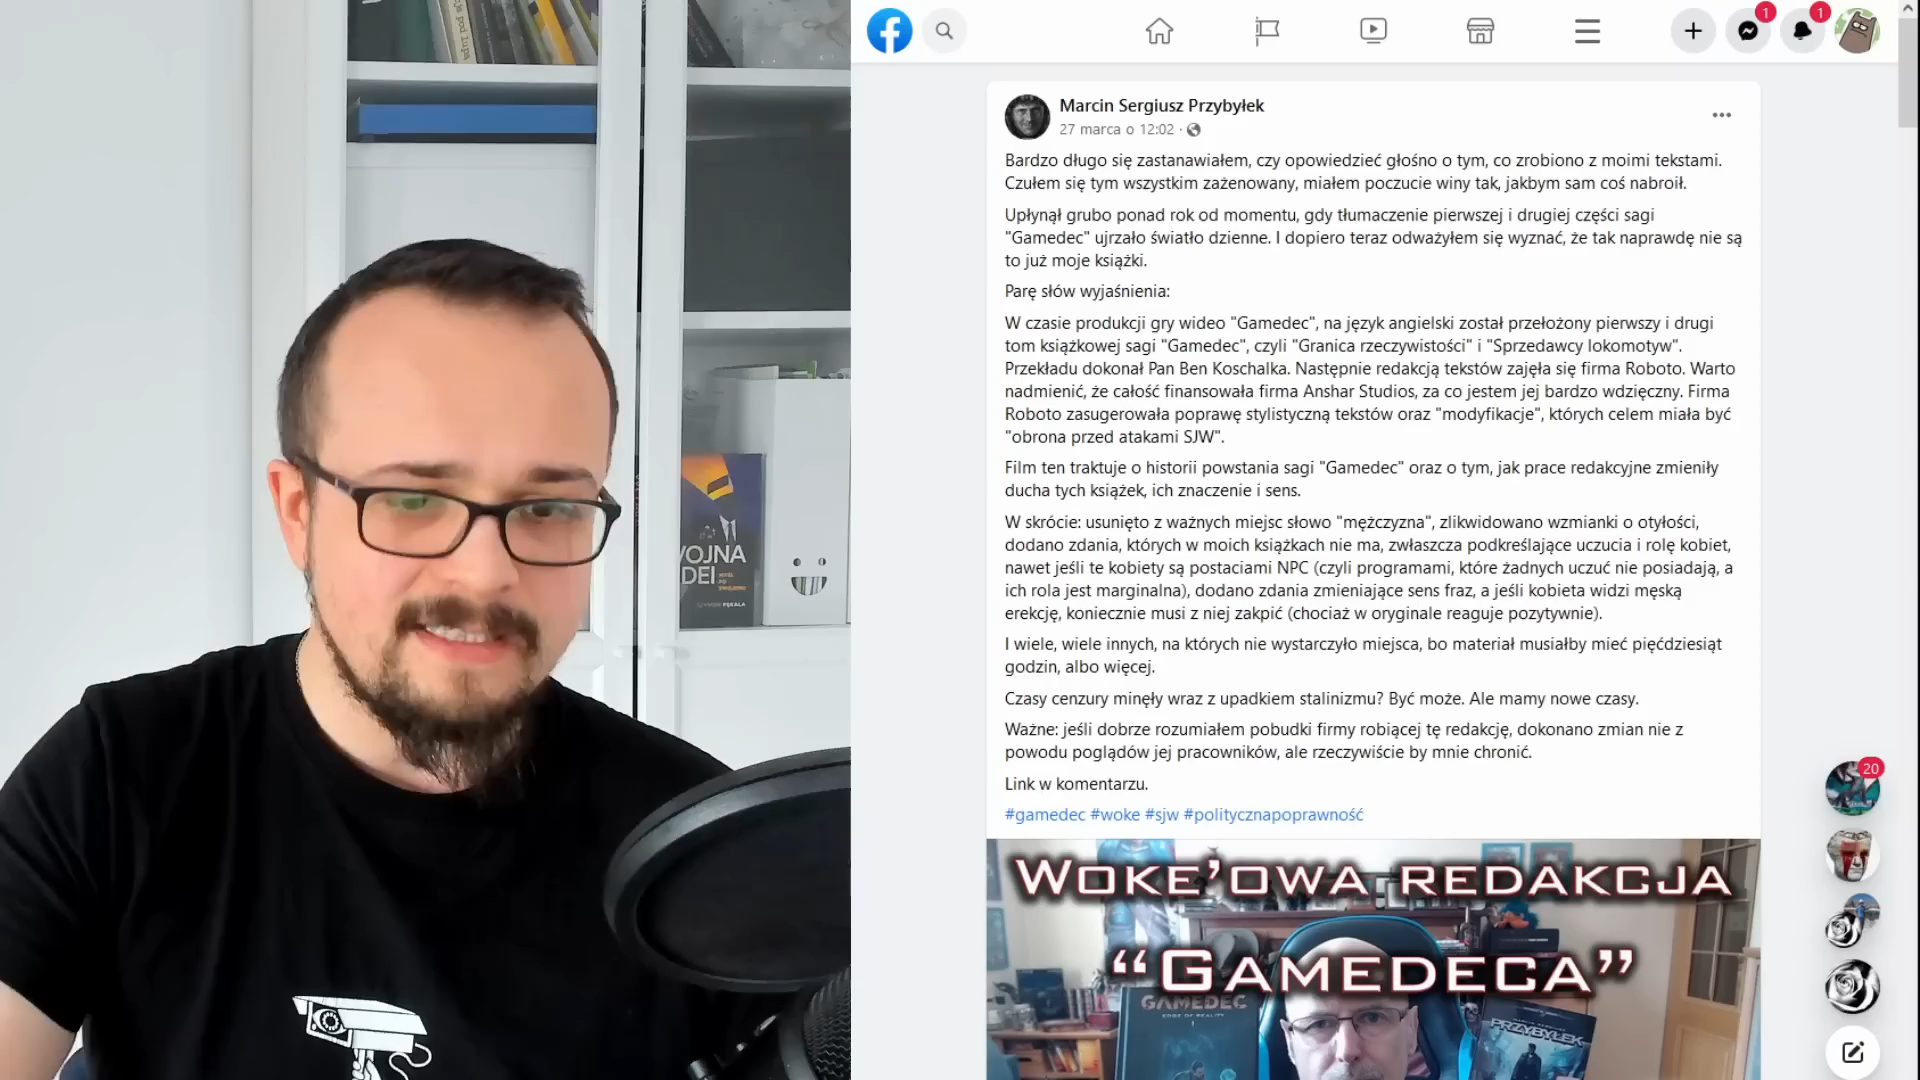 1
1
Marcin Sergiusz Przybyłek
27 marca o 12:02
Bardzo długo się zastanawiałem, czy opowiedzieć głośno o tym, co zrobiono z moimi tekstami.
Czułem się tym wszystkim zażenowany, miałem poczucie winy tak, jakbym sam coś nabroił.
Upłynął grubo ponad rok od momentu, gdy tłumaczenie pierwszej i drugiej części sagi
"Gamedec" ujrzało światło dzienne. I dopiero teraz odważyłem się wyznać, że tak naprawdę nie są
to już moje książki.
Parę słów wyjaśnienia:
W czasie produkcji gry wideo "Gamedec", na język angielski został przełożony pierwszy i drugi
tom książkowej sagi "Gamedec", czyli "Granica rzeczywistości" i "Sprzedawcy lokomotyw".
Przekładu dokonał Pan Ben Koschalka. Następnie redakcją tekstów zajęła się firma Roboto. Warto
nadmienić, że całość finansowała firma Anshar Studios, za co jestem jej bardzo wdzięczny. Firma
Roboto zasugerowała poprawę stylistyczną tekstów oraz "modyfikacje", których celem miała być
"obrona przed atakami SJW".
Film ten traktuje o historii powstania sagi "Gamedec" oraz o tym, jak prace redakcyjne zmieniły
ducha tych książek, ich znaczenie i sens.
W skrócie: usunięto z ważnych miejsc słowo "mężczyzna", zlikwidowano wzmianki o otyłości,
dodano zdania, których w moich książkach nie ma, zwłaszcza podkreślające uczucia i rolę kobiet,
nawet jeśli te kobiety są postaciami NPC (czyli programami, które żadnych uczuć nie posiadają, a
ich rola jest marginalna), dodano zdania zmieniające sens fraz, a jeśli kobieta widzi męską
erekcję, koniecznie musi z niej zakpić (chociaż w oryginale reaguje pozytywnie).
I wiele, wiele innych, na których nie wystarczyło miejsca, bo materiał musiałby mieć pięćdziesiąt
godzin, albo więcej.
Czasy cenzury minęły wraz z upadkiem stalinizmu? Być może. Ale mamy nowe czasy.
Ważne: jeśli dobrze rozumiałem pobudki firmy robiącej tę redakcję, dokonano zmian nie z
powodu poglądów jej pracowników, ale rzeczywiście by mnie chronić.
Link w komentarzu.
#gamedec #woke #sjw #politycznapoprawność
WOKE'OWA REDAKCJA
"GAMEDECA"
GAMEDEC
EDGE OF REALITY
PRZYBYŁEK
20
WOJNA
IDEI